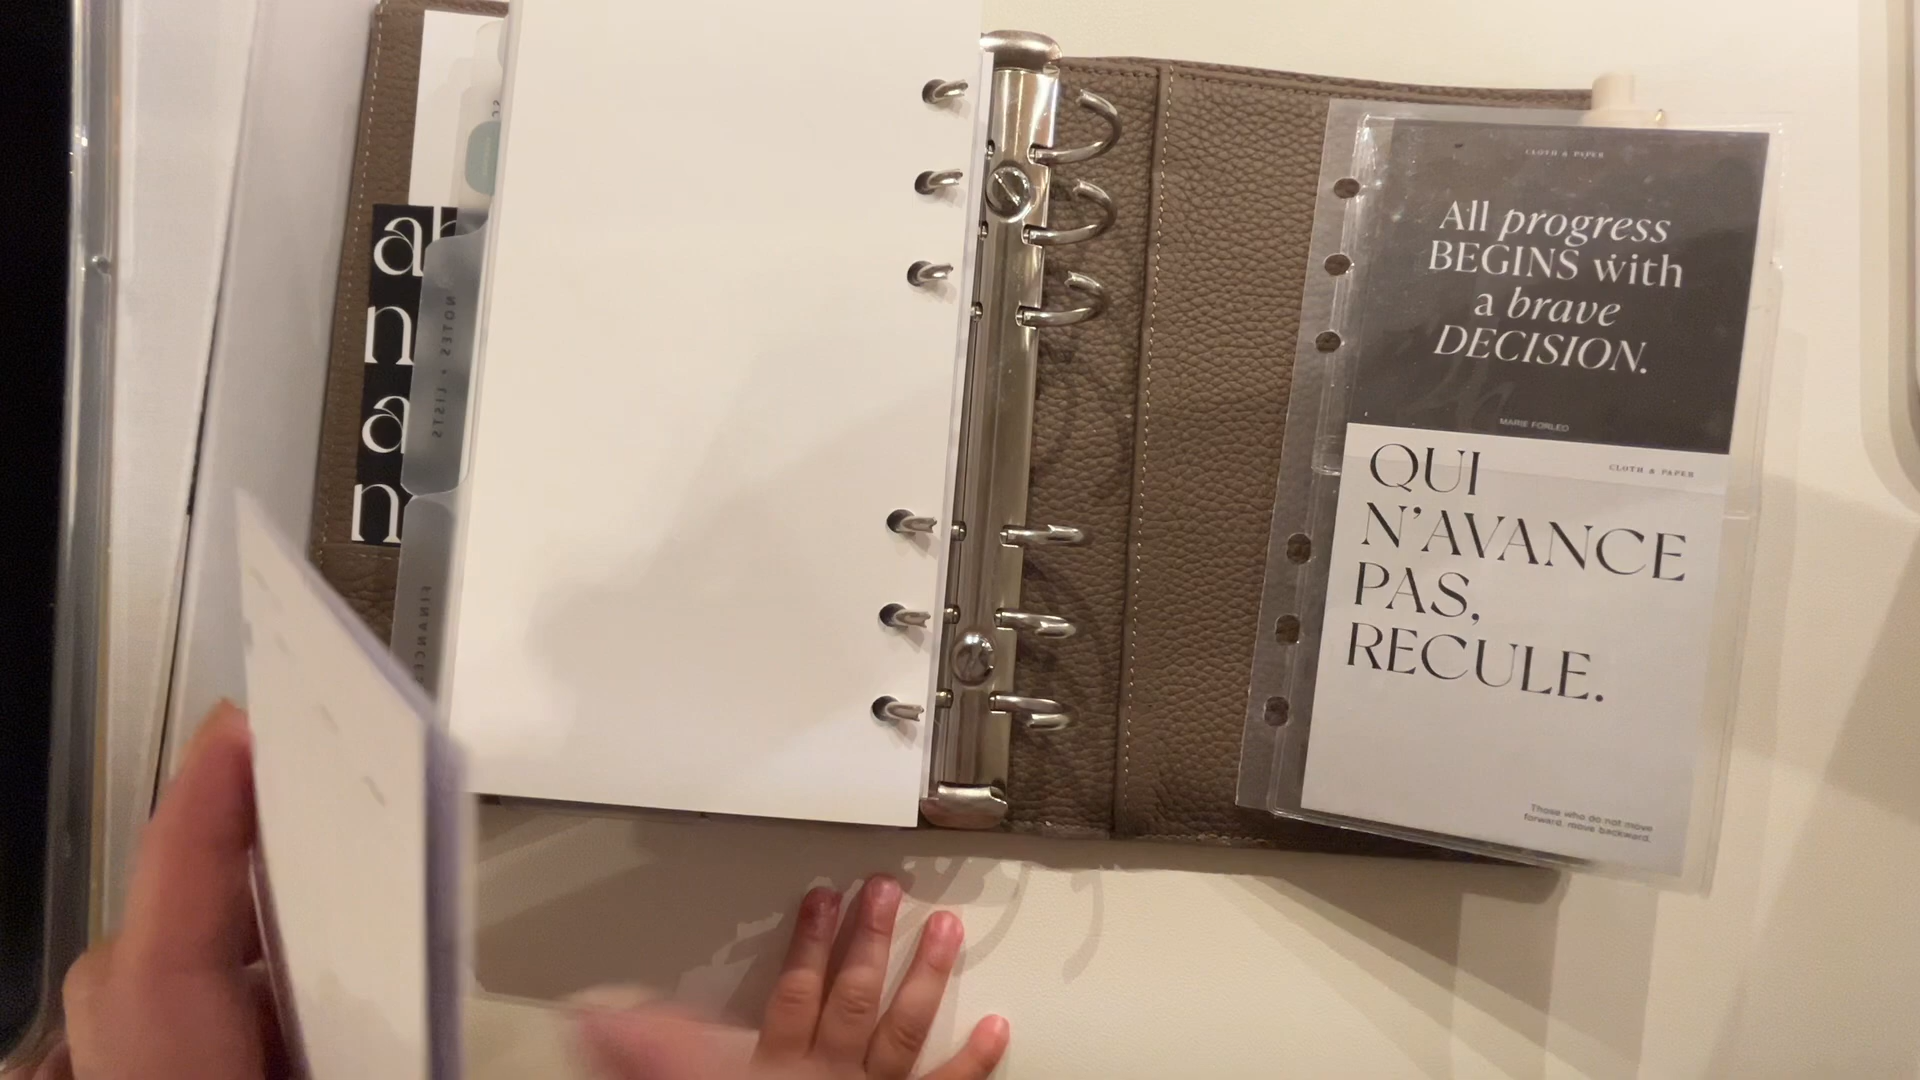 NOTES + LISTS
FINANCES
CLOTH & PAPER
All progress
BEGINS with
a brave
DECISION.
MARIE FORLEO
CLOTH & PAPER
QUI
N'AVANCE
PAS,
RECULE.
Those who do not move
forward, move backward.